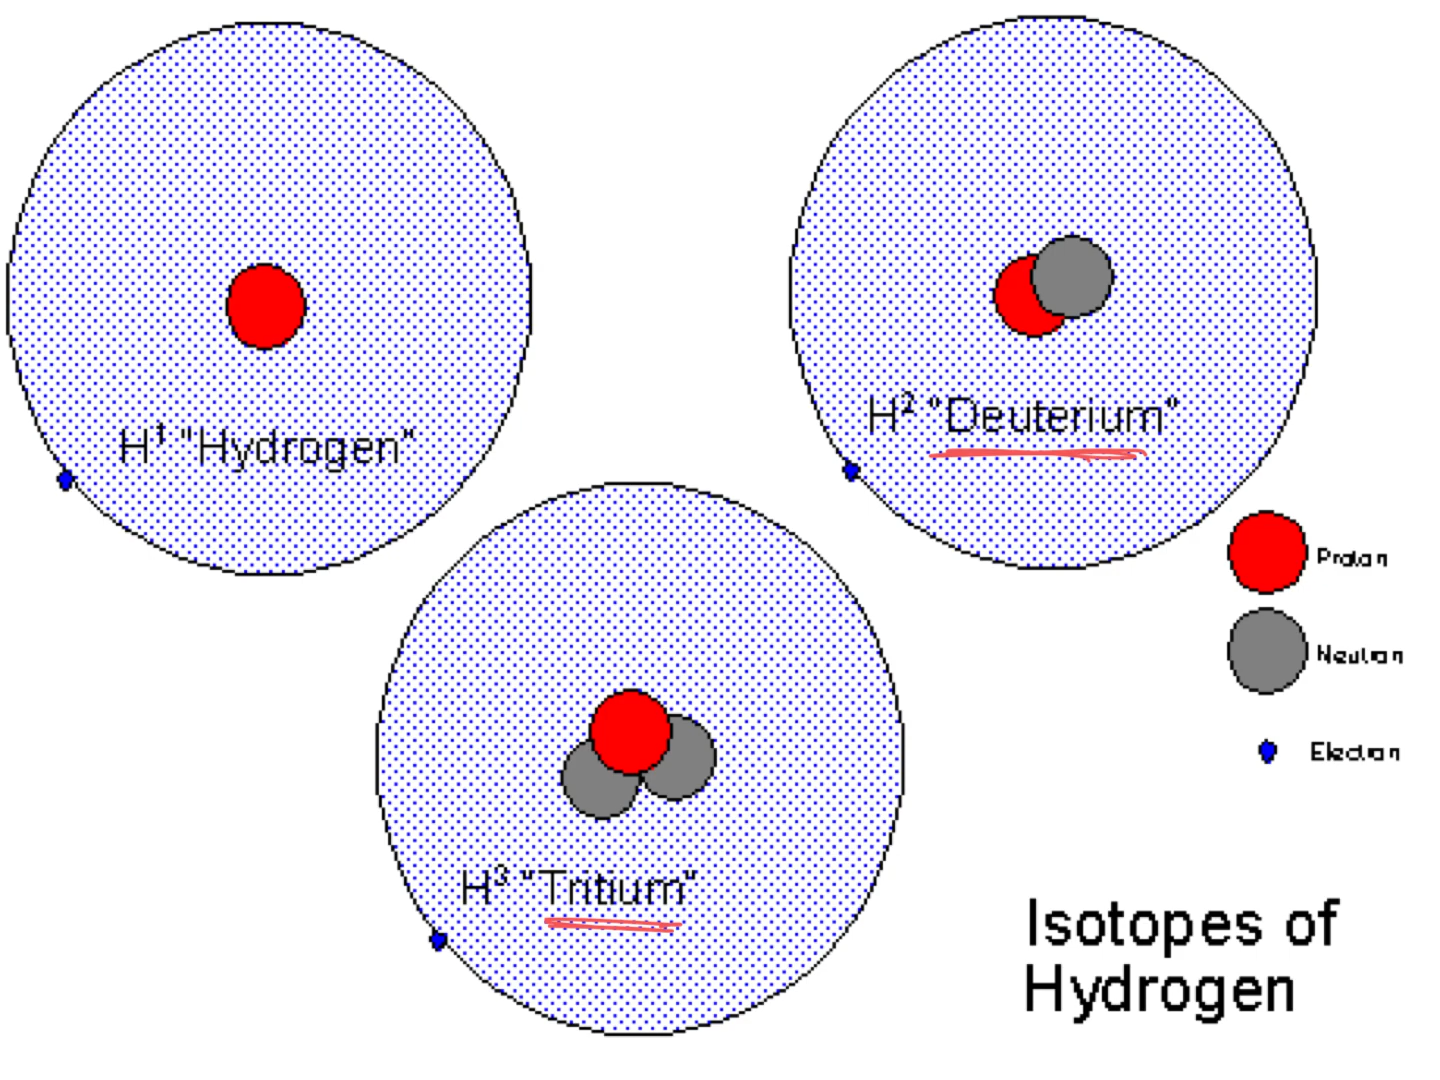 H¹ "Hydrogen"
H² "Deuterium"
H³ "Tritium"
Proton
Neutron
Electron
Isotopes of
Hydrogen